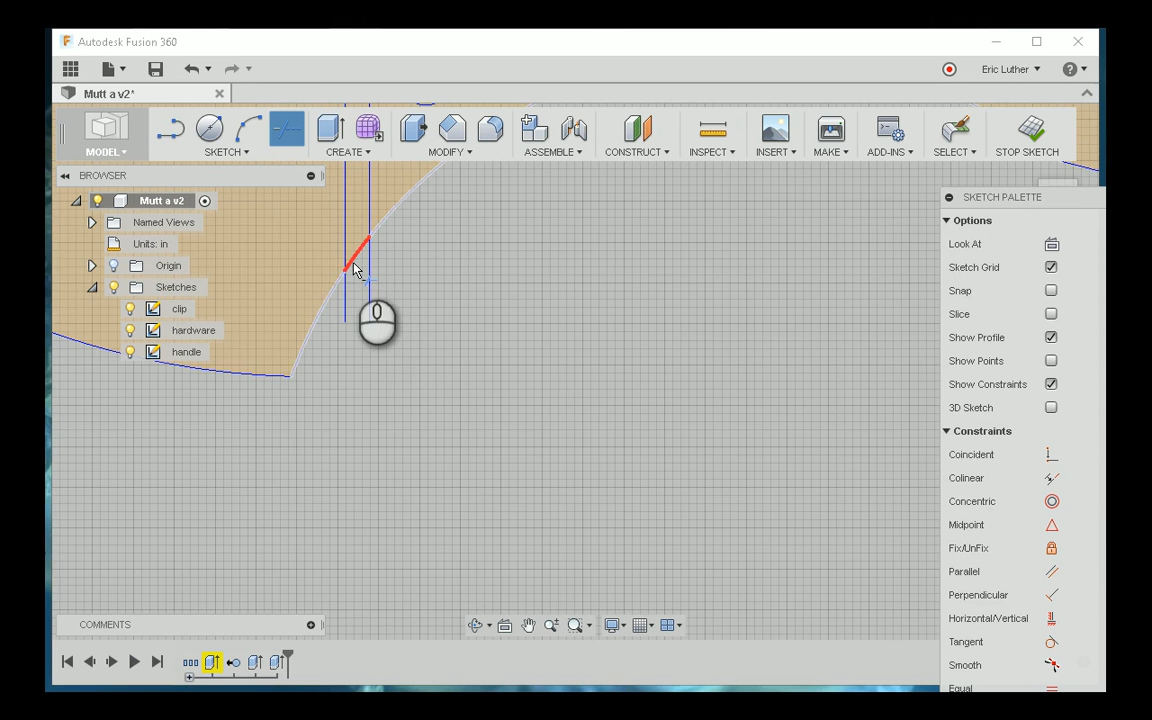 Autodesk Fusion 360
Eric Luther
Mutt a v2*
MODEL
SKETCH
CREATE
MODIFY
ASSEMBLE
CONSTRUCT
INSPECT
INSERT
MAKE
ADD-INS
SELECT
STOP SKETCH
BROWSER
Mutt a v2
Named Views
Units: in
Origin
Sketches
clip
hardware
handle
SKETCH PALETTE
Options
Look At
Sketch Grid
Snap
Slice
Show Profile
Show Points
Show Constraints
3D Sketch
Constraints
Coincident
Colinear
Concentric
Midpoint
Fix/UnFix
Parallel
Perpendicular
Horizontal/Vertical
Tangent
Smooth
Equal
COMMENTS